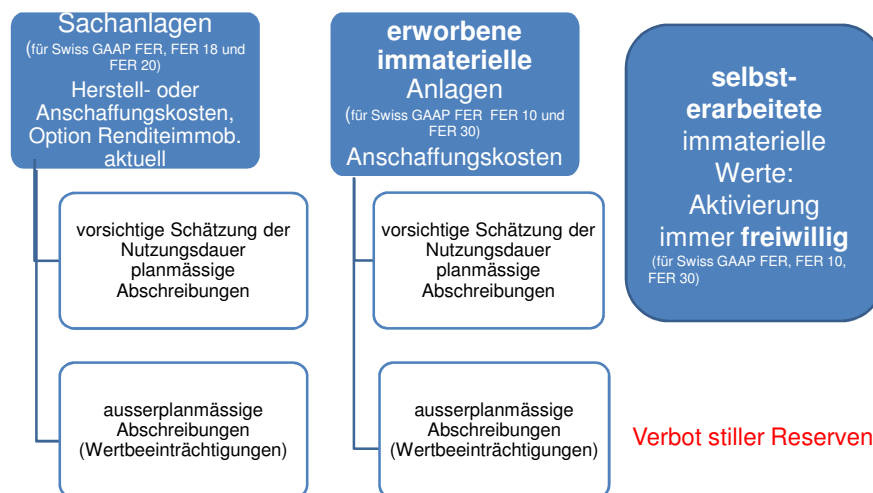 Sachanlagen
(für Swiss GAAP FER, FER 18 und
FER 20)
Herstell- oder
Anschaffungskosten,
Option Renditeimmob.
aktuell
vorsichtige Schätzung der
Nutzungsdauer
planmässige
Abschreibungen
ausserplanmässige
Abschreibungen
(Wertbeeinträchtigungen)
erworbene
immaterielle
Anlagen
(für Swiss GAAP FER FER 10 und
FER 30)
Anschaffungskosten
vorsichtige Schätzung der
Nutzungsdauer
planmässige
Abschreibungen
ausserplanmässige
Abschreibungen
(Wertbeeinträchtigungen)
selbst-
erarbeitete
immaterielle
Werte:
Aktivierung
immer freiwillig
(für Swiss GAAP FER, FER 10,
FER 30)
Verbot stiller Reserven